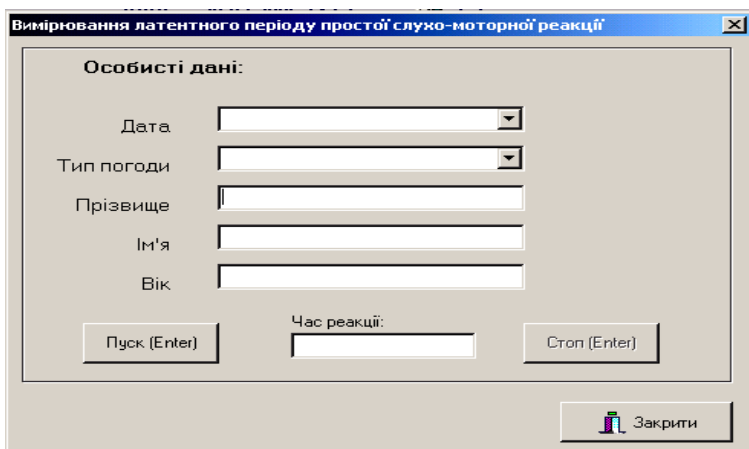 Вимірювання латентного періоду простої слухо-моторної реакції
Особисті дані:
Дата
Тип погоди
Прізвище
Ім'я
Вік
Час реакції:
Пуск (Enter)
Стоп (Enter)
Закрити